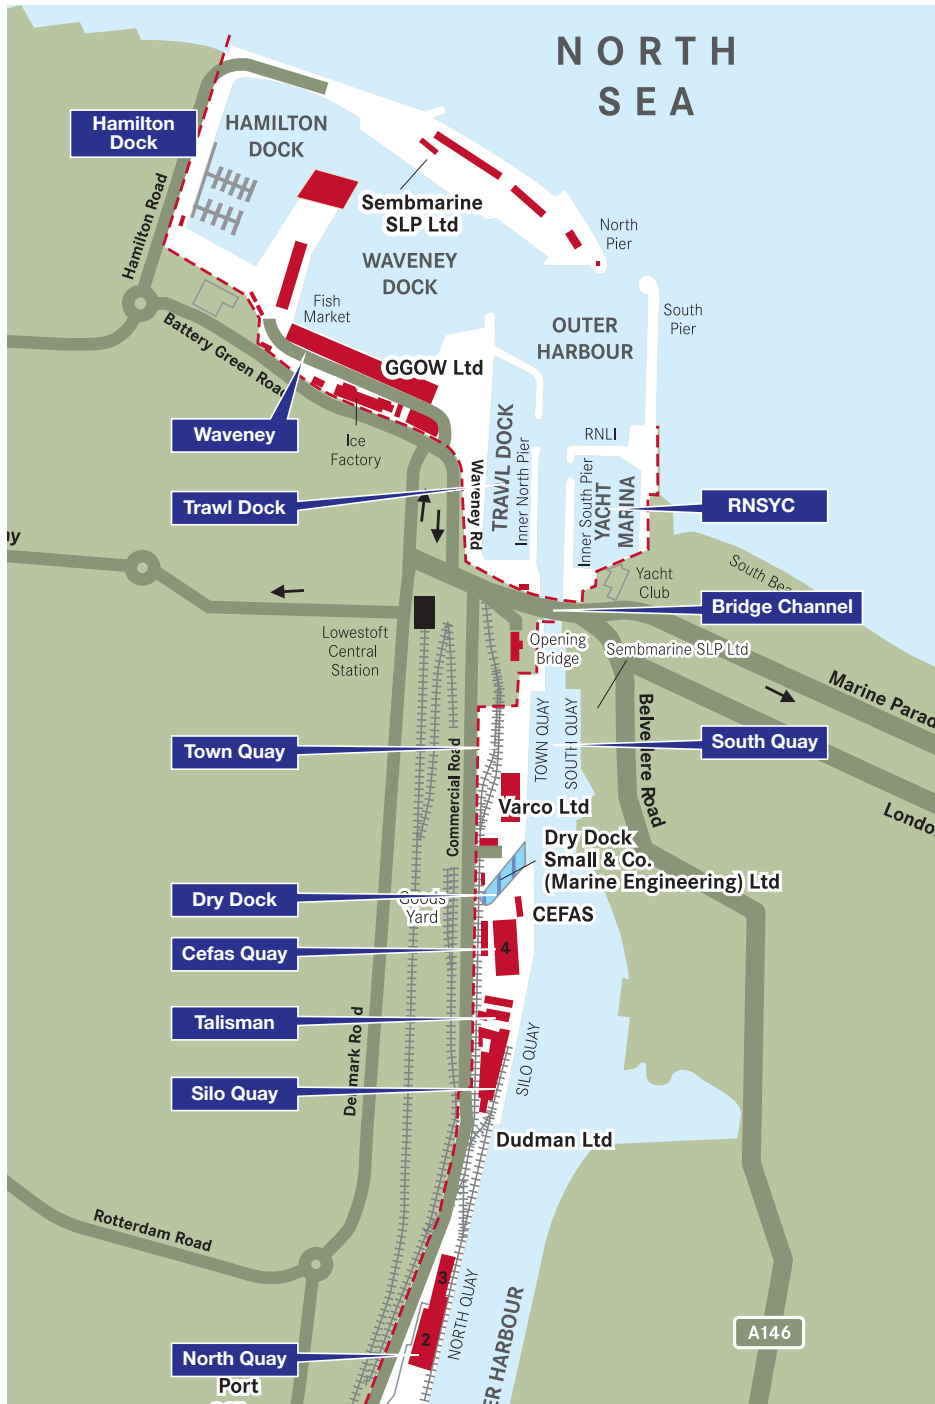 NORTH
SEA
Hamilton
Dock
HAMILTON
DOCK
Hamilton Road
Sembmarine
SLP Ltd
North
Pier
WAVENEY
DOCK
Fish
Market
South
Pier
OUTER
HARBOUR
Battery Green Road
GGOW Ltd
Waveney
Ice
Factory
RNLI
Trawl Dock
Waveney Rd
TRAWL DOCK
Inner North Pier
Inner South Pier
YACHT
MARINA
RNSYC
South Bea
Yacht
Club
Bridge Channel
Lowestoft
Central
Station
Opening
Bridge
Sembmarine SLP Ltd
Marine Parad
Belvedere Road
London
Town Quay
Commercial Road
TOWN QUAY
SOUTH QUAY
South Quay
Varco Ltd
Dry Dock
Small & Co.
(Marine Engineering) Ltd
Dry Dock
Goods
Yard
CEFAS
Cefas Quay
4
Talisman
Denmark Road
SILO QUAY
Silo Quay
Dudman Ltd
Rotterdam Road
3
NORTH QUAY
2
North Quay
Port
ER HARBOUR
A146